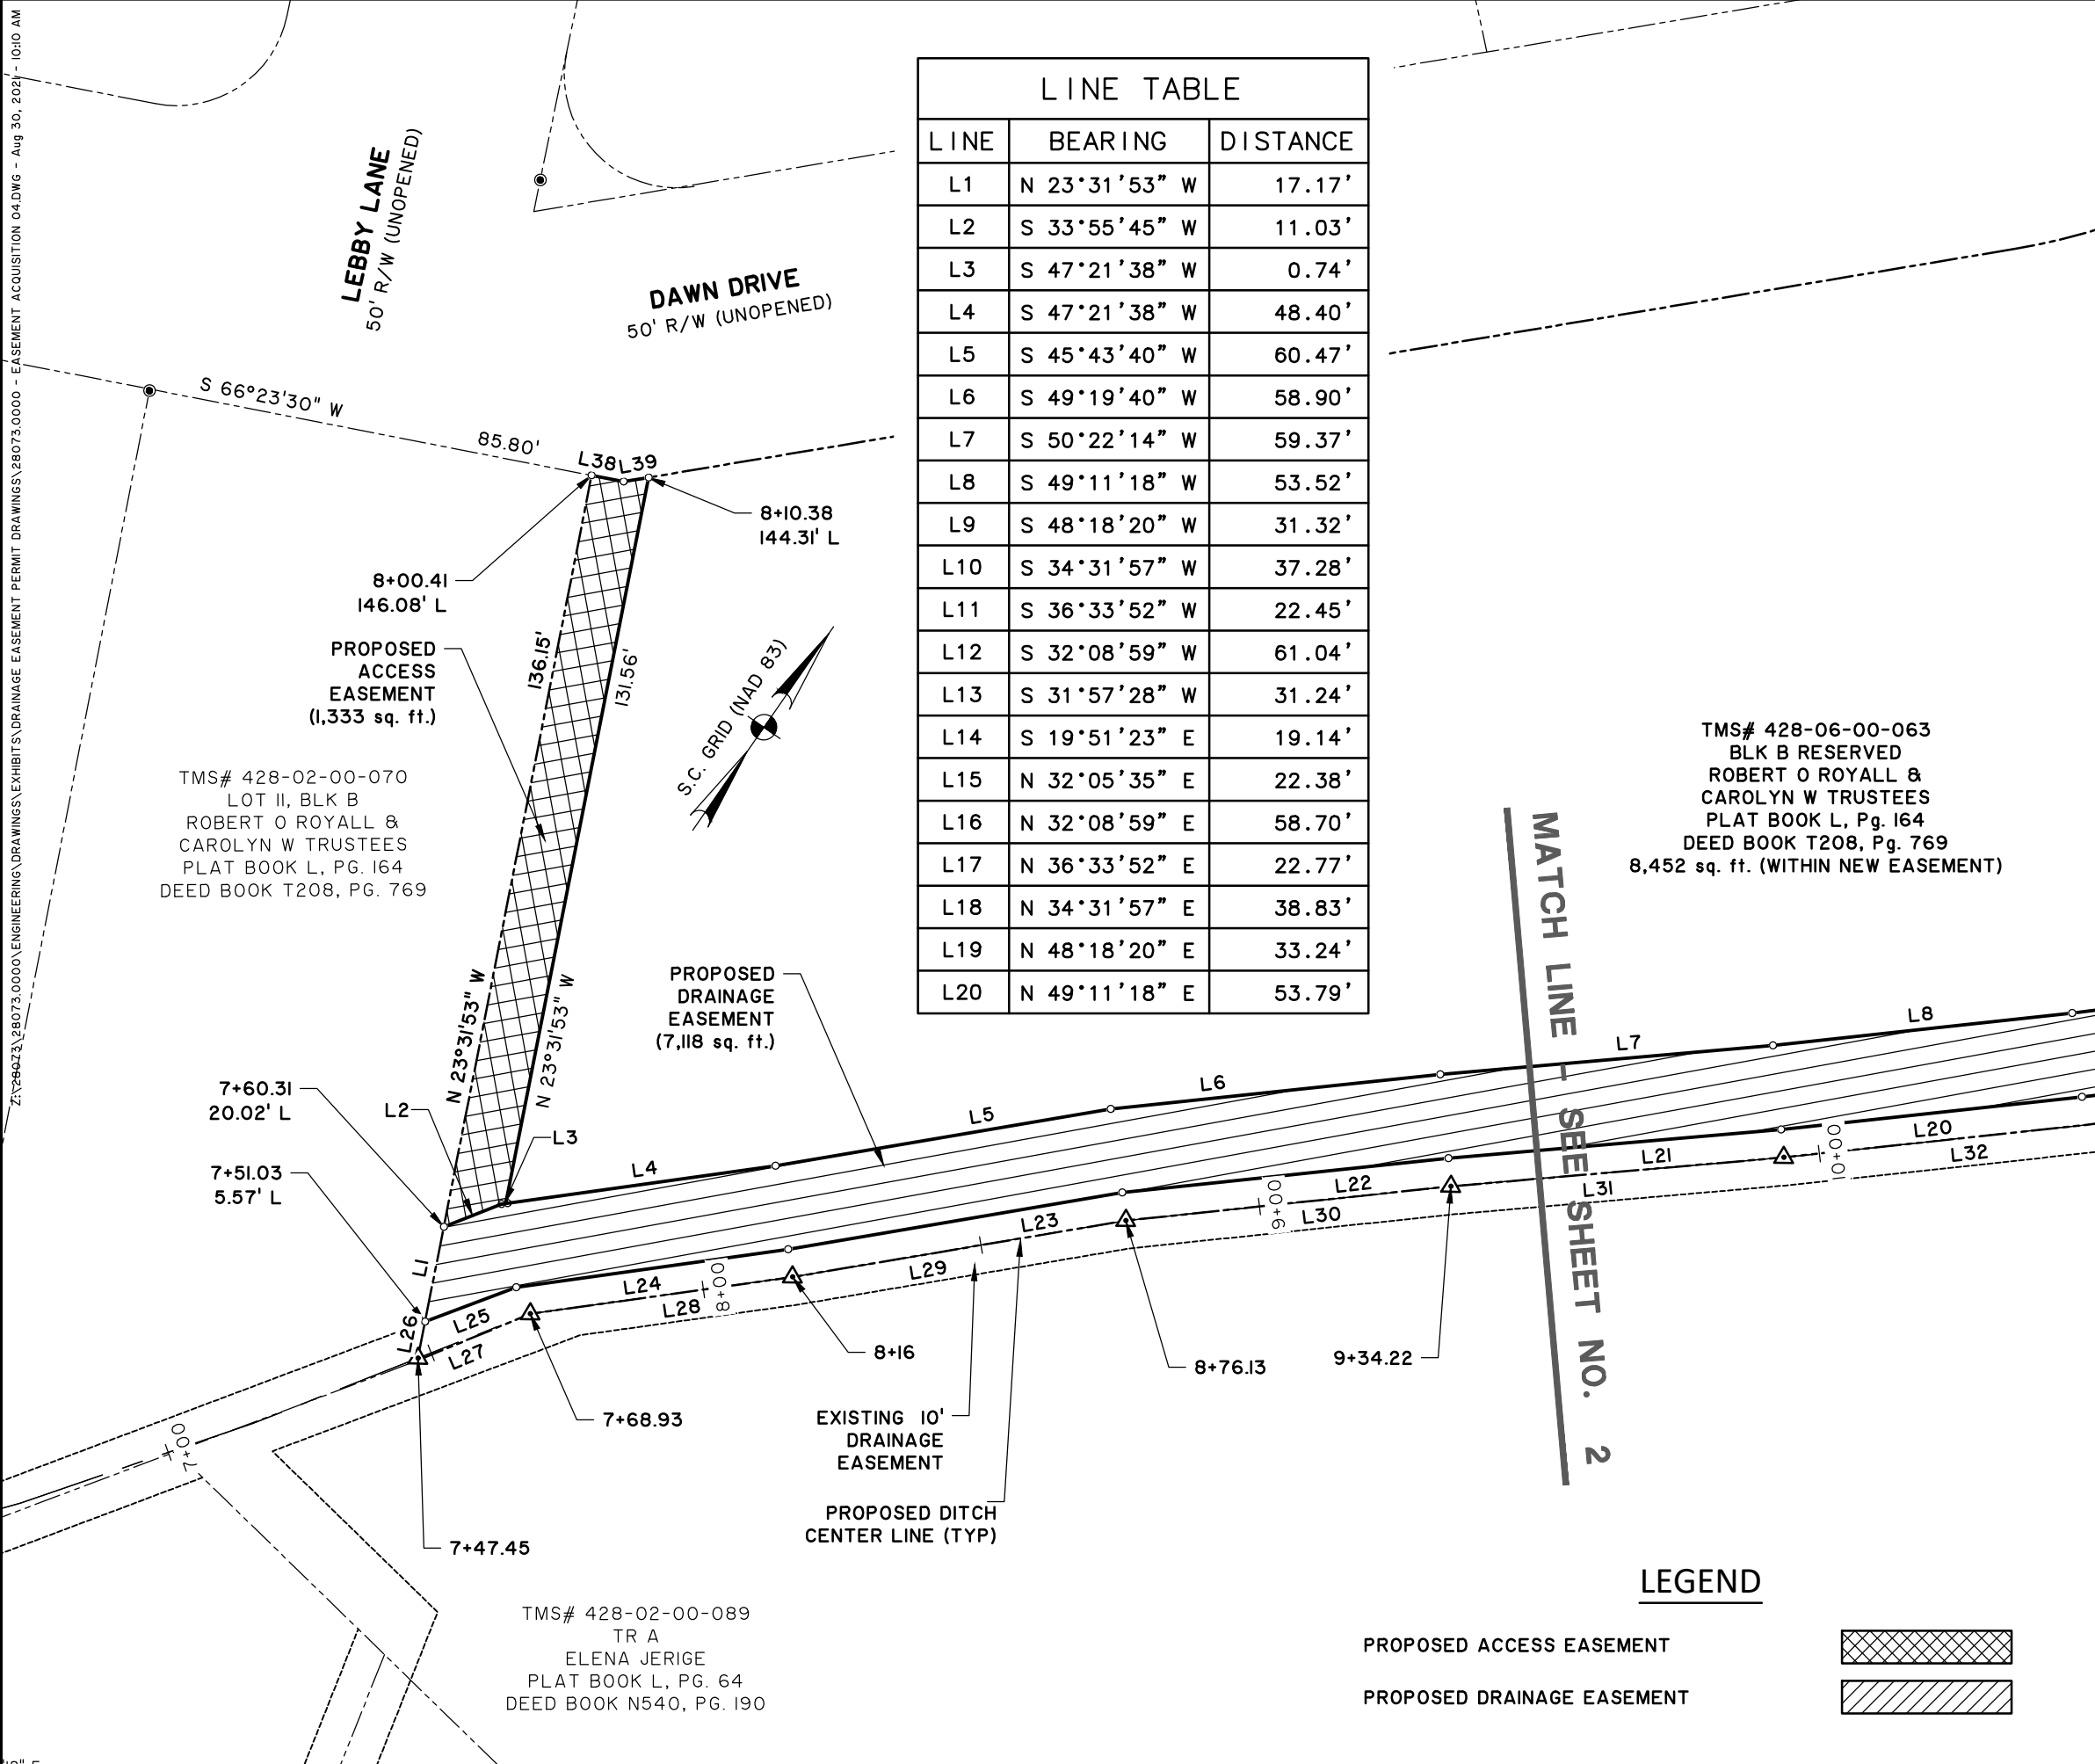 Z:\28073\28073.0000\ENGINEERING\DRAWINGS\EXHIBITS\DRAINAGE EASEMENT PERMIT DRAWINGS\28073.0000 - EASEMENT ACQUISITION 04.DWG - Aug 30, 2021 - 10:10 AM
LEBBY LANE
50' R/W (UNOPENED)
DAWN DRIVE
50' R/W (UNOPENED)
S 66°23'30" W
85.80'
L38
L39
8+10.38
144.31' L
8+00.41
146.08' L
PROPOSED
ACCESS
EASEMENT
(1,333 sq. ft.)
136.15'
131.56'
S.C. GRID (NAD 83)
TMS# 428-02-00-070
LOT 11, BLK B
ROBERT O ROYALL &
CAROLYN W TRUSTEES
PLAT BOOK L, PG. 164
DEED BOOK T208, PG. 769
N 23°31'53" W
N 23°31'53" W
LINE TABLE
LINE BEARING DISTANCE
L1 N 23°31'53" W 17.17'
L2 S 33°55'45" W 11.03'
L3 S 47°21'38" W 0.74'
L4 S 47°21'38" W 48.40'
L5 S 45°43'40" W 60.47'
L6 S 49°19'40" W 58.90'
L7 S 50°22'14" W 59.37'
L8 S 49°11'18" W 53.52'
L9 S 48°18'20" W 31.32'
L10 S 34°31'57" W 37.28'
L11 S 36°33'52" W 22.45'
L12 S 32°08'59" W 61.04'
L13 S 31°57'28" W 31.24'
L14 S 19°51'23" E 19.14'
L15 N 32°05'35" E 22.38'
L16 N 32°08'59" E 58.70'
L17 N 36°33'52" E 22.77'
L18 N 34°31'57" E 38.83'
L19 N 48°18'20" E 33.24'
L20 N 49°11'18" E 53.79'
TMS# 428-06-00-063
BLK B RESERVED
ROBERT O ROYALL &
CAROLYN W TRUSTEES
PLAT BOOK L, Pg. 164
DEED BOOK T208, Pg. 769
8,452 sq. ft. (WITHIN NEW EASEMENT)
MATCH LINE - SEE SHEET NO. 2
PROPOSED
DRAINAGE
EASEMENT
(7,118 sq. ft.)
7+60.31
20.02' L
L2
L3
7+51.03
5.57' L
L4
L5
L6
L7
L8
L1
L26
L25
L27
L24
L28
8+00
L29
L23
9+00
L22
L30
L21
L31
10+00
L20
L32
8+16
8+76.13
9+34.22
7+68.93
7+47.45
7+00
EXISTING 10'
DRAINAGE
EASEMENT
PROPOSED DITCH
CENTER LINE (TYP)
TMS# 428-02-00-089
TR A
ELENA JERIGE
PLAT BOOK L, PG. 64
DEED BOOK N540, PG. 190
LEGEND
PROPOSED ACCESS EASEMENT
PROPOSED DRAINAGE EASEMENT